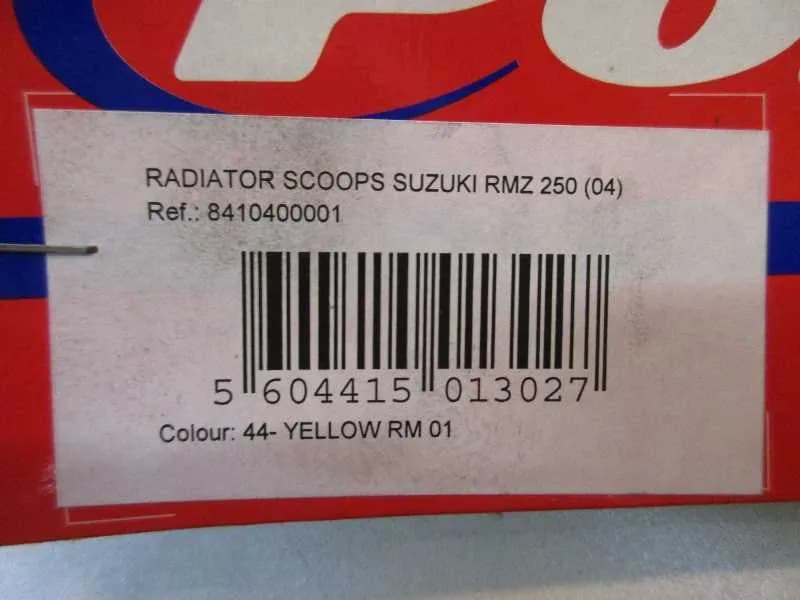 RADIATOR SCOOPS SUZUKI RMZ 250 (04)
Ref.: 8410400001
5 604415 013027
Colour: 44- YELLOW RM 01